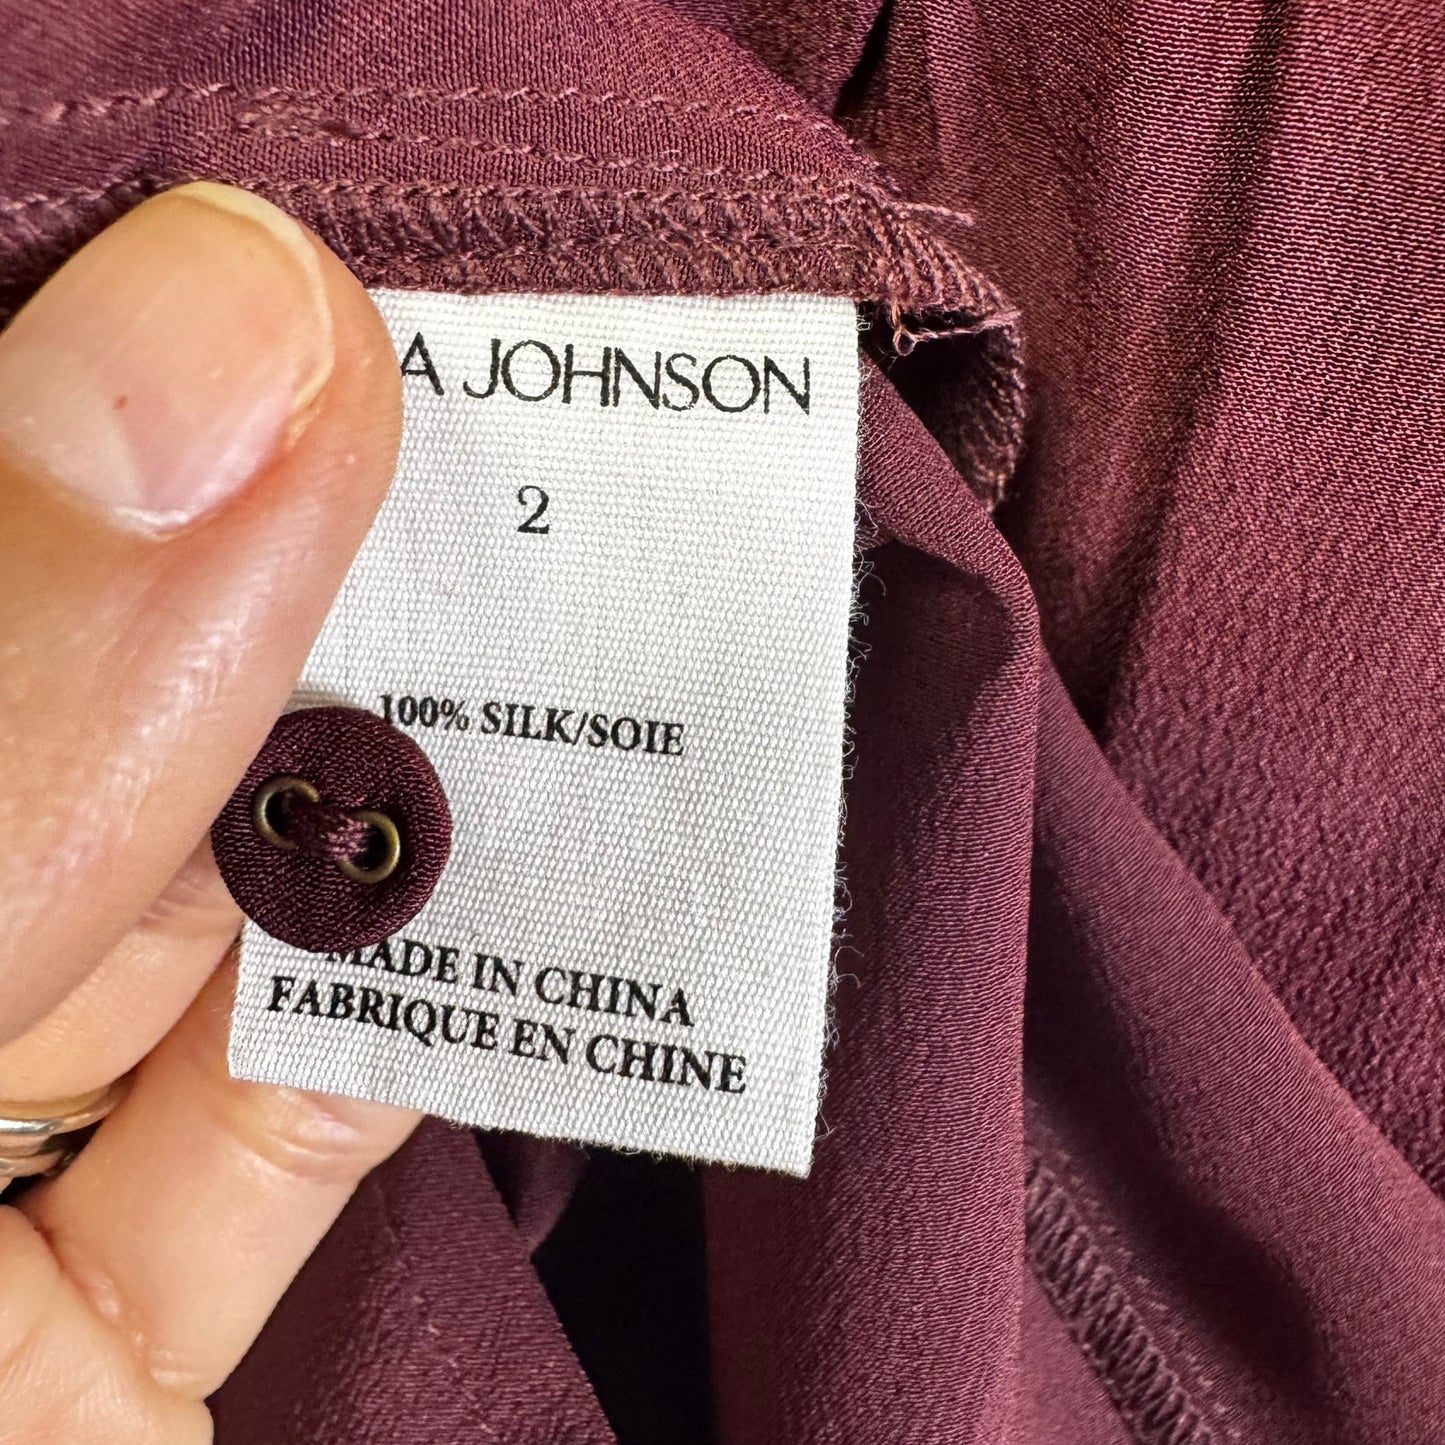 A JOHNSON
2
100% SILK/SOIE
MADE IN CHINA
FABRIQUE EN CHINE